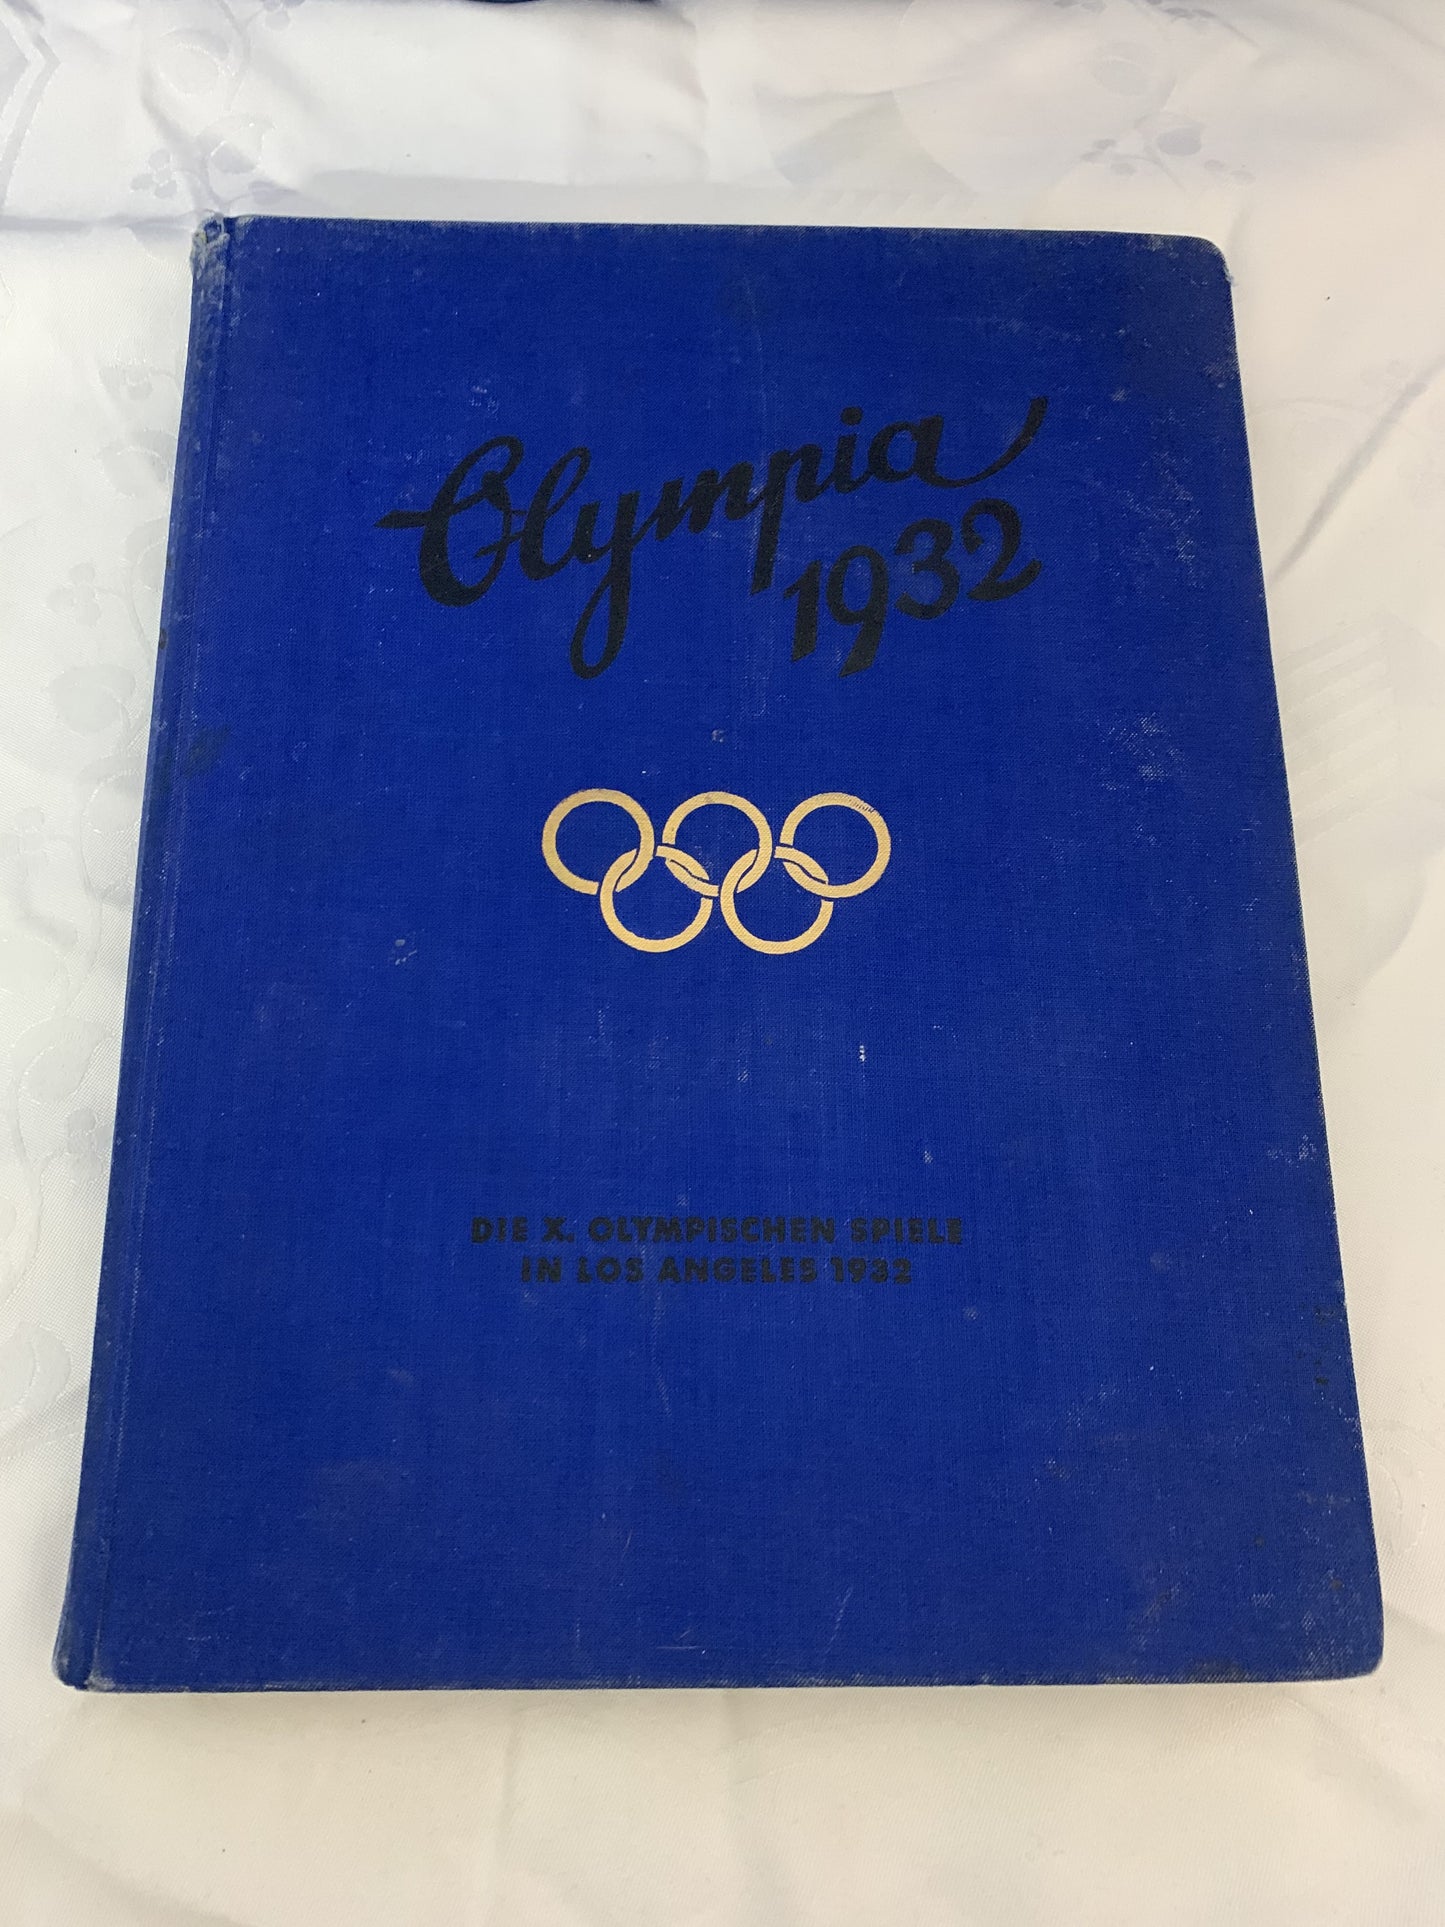 Olympia
1932
DIE X. OLYMPISCHEN SPIELE
IN LOS ANGELES 1932